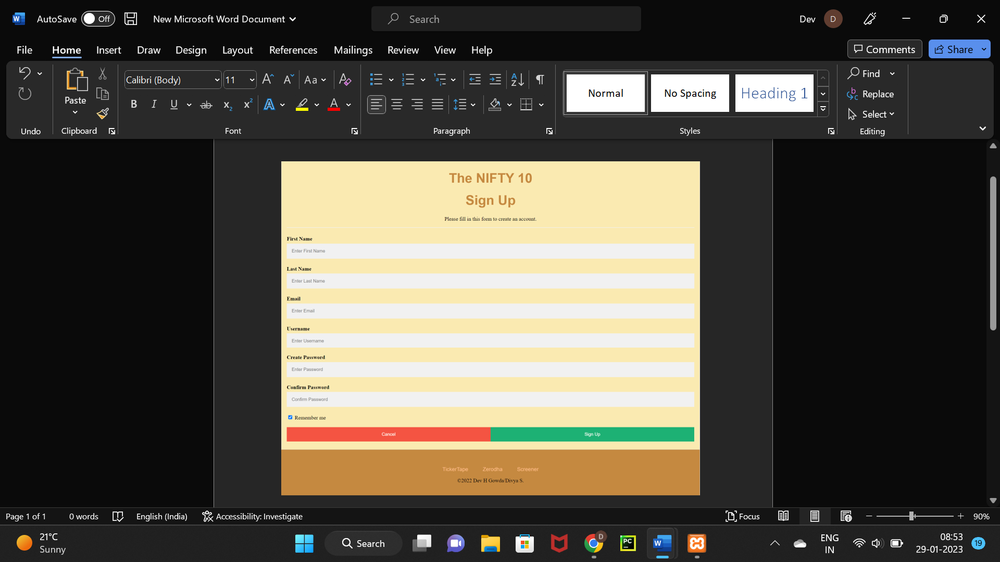 AutoSave Off New Microsoft Word Document Search Dev D
File Home Insert Draw Design Layout References Mailings Review View Help Comments Share
Paste
Calibri (Body) 11 Aa
B I U ab x2 x2 A A
Normal No Spacing Heading 1
Find
Replace
Select
Undo Clipboard Font Paragraph Styles Editing
The NIFTY 10
Sign Up
Please fill in this form to create an account.
First Name
Enter First Name
Last Name
Enter Last Name
Email
Enter Email
Username
Enter Username
Create Password
Enter Password
Confirm Password
Confirm Password
Remember me
Cancel Sign Up
TickerTape Zerodha Screener
©2022 Dev H Gowda/Divya S.
Page 1 of 1 0 words English (India) Accessibility: Investigate Focus 90%
21°C
Sunny
Search
D
PC
W
ENG
IN
08:53
29-01-2023
19